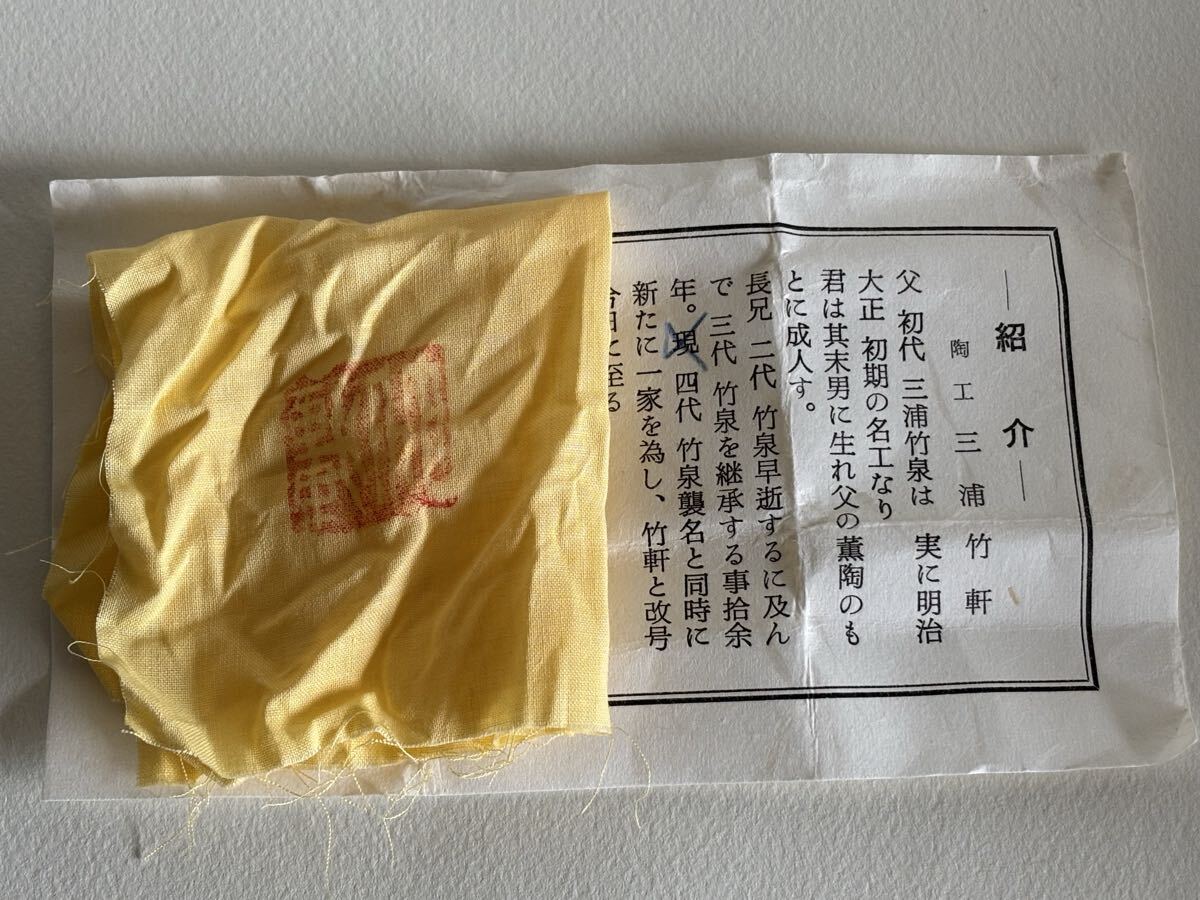 ―紹介―
陶工 三浦竹軒
父 初代 三浦竹泉は 実に明治
大正 初期の名工なり
君は其末男に生れ父の薫陶のも
とに成人す。
長兄 二代 竹泉早逝するに及ん
で 三代 竹泉を継承する事拾余
年。現 四代 竹泉襲名と同時に
新たに一家を為し、竹軒と改号
今日に至る